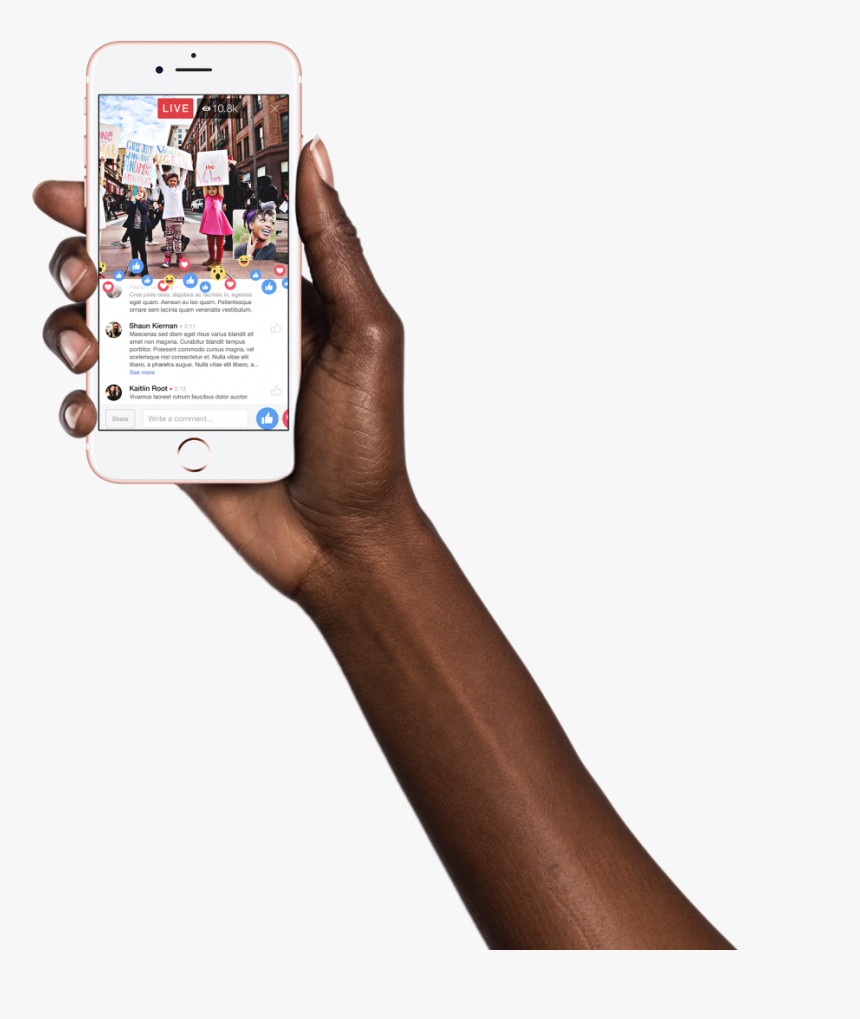 LIVE 10.8k
Cras justo odio, dapibus ac facilisis in, egestas
eget quam. Aenean eu leo quam. Pellentesque
ornare sem lacinia quam venenatis vestibulum.
Shaun Kiernan • 2:11
Maecenas sed diam eget risus varius blandit sit
amet non magna. Curabitur blandit tempus
porttitor. Praesent commodo cursus magna, vel
scelerisque nisl consectetur et. Nulla vitae elit
libero, a pharetra augue. Nulla vitae elit libero, a...
See more
Kaitlin Root • 2:13
Vivamus laoreet rutrum faucibus dolor auctor.
Share Write a comment...